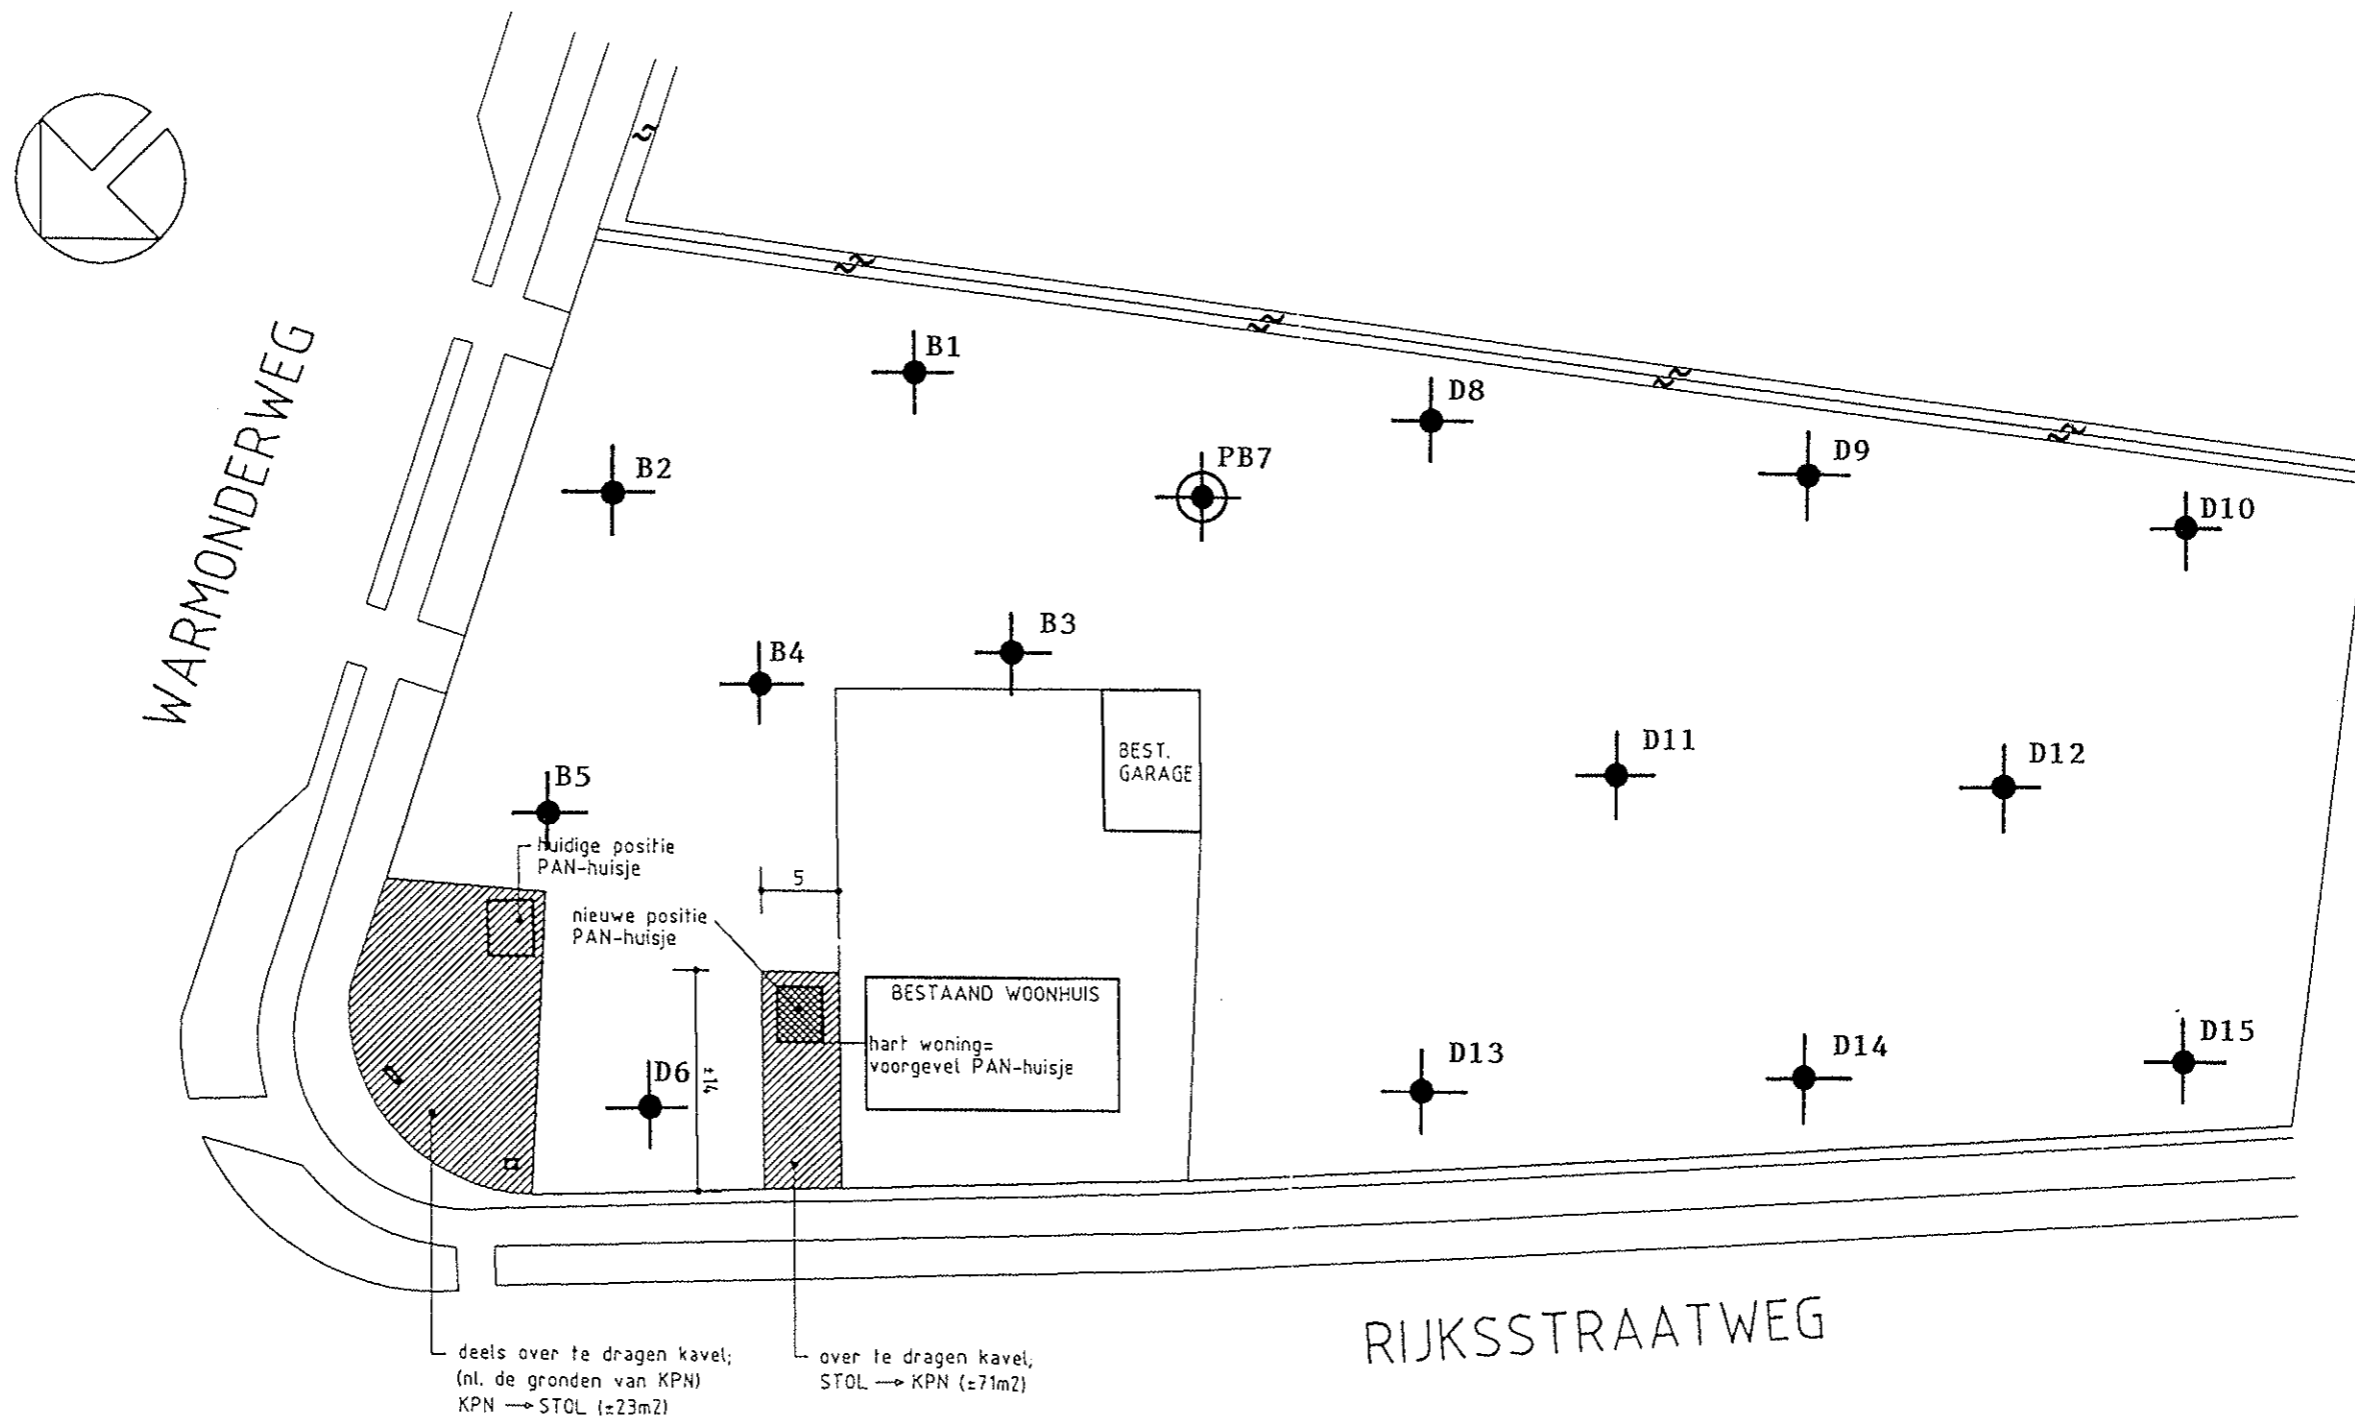 B1
D8
PB7
D9
B2
D10
WARMONDERWEG
B3
B4
D11
D12
BEST.
GARAGE
B5
huidige positie
PAN-huisje
5
nieuwe positie
PAN-huisje
BESTAAND WOONHUIS
hart woning=
voorgevel PAN-huisje
D6
±14
D13
D14
D15
RIJKSSTRAATWEG
deels over te dragen kavel;
(nl. de gronden van KPN)
KPN → STOL (±23m2)
over te dragen kavel;
STOL → KPN (±71m2)